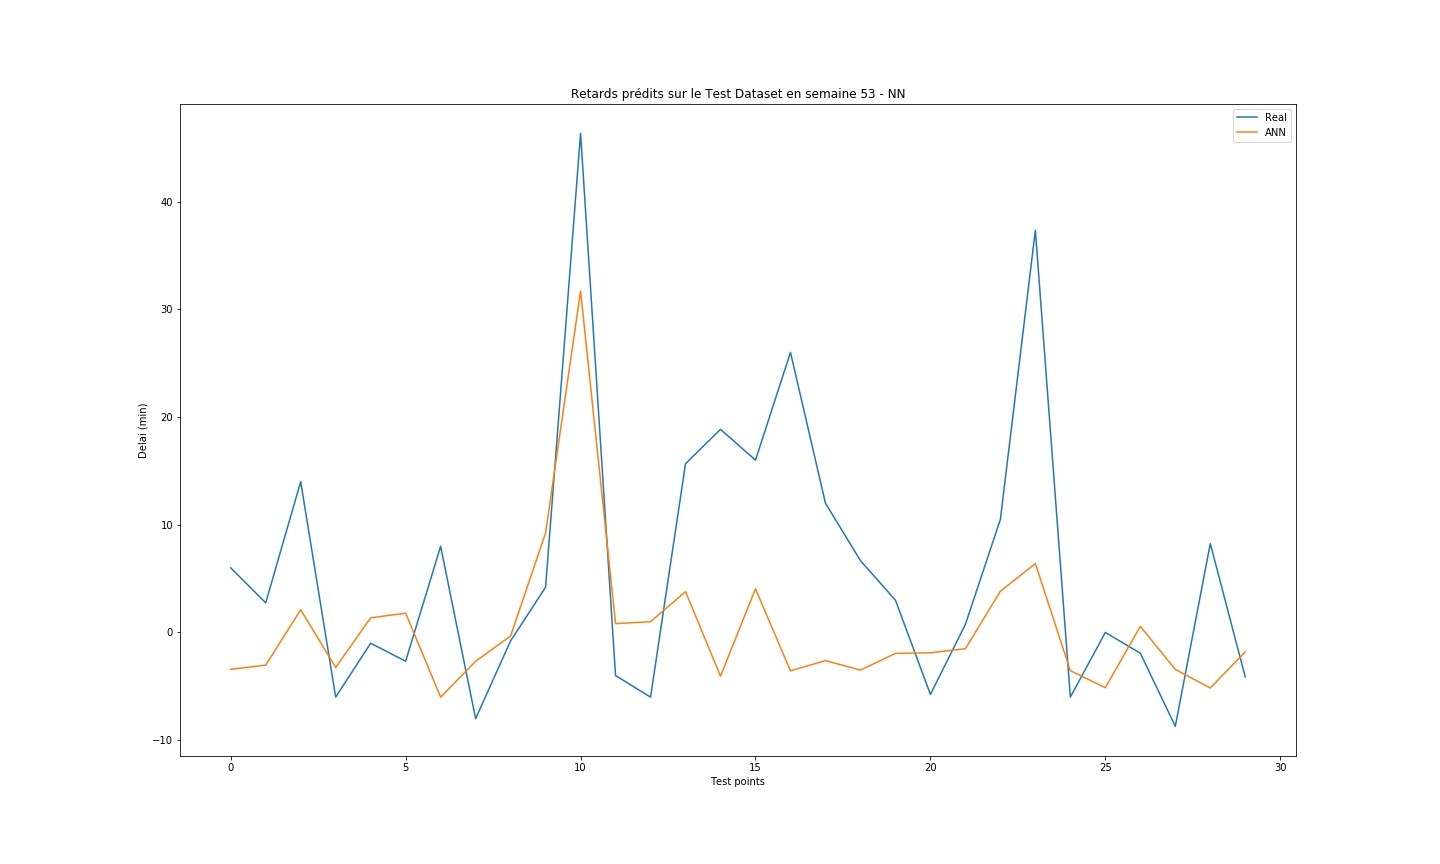 Retards prédits sur le Test Dataset en semaine 53 - NN
Real
ANN
40
30
20
10
0
−10
Delai (min)
0 5 10 15 20 25 30
Test points